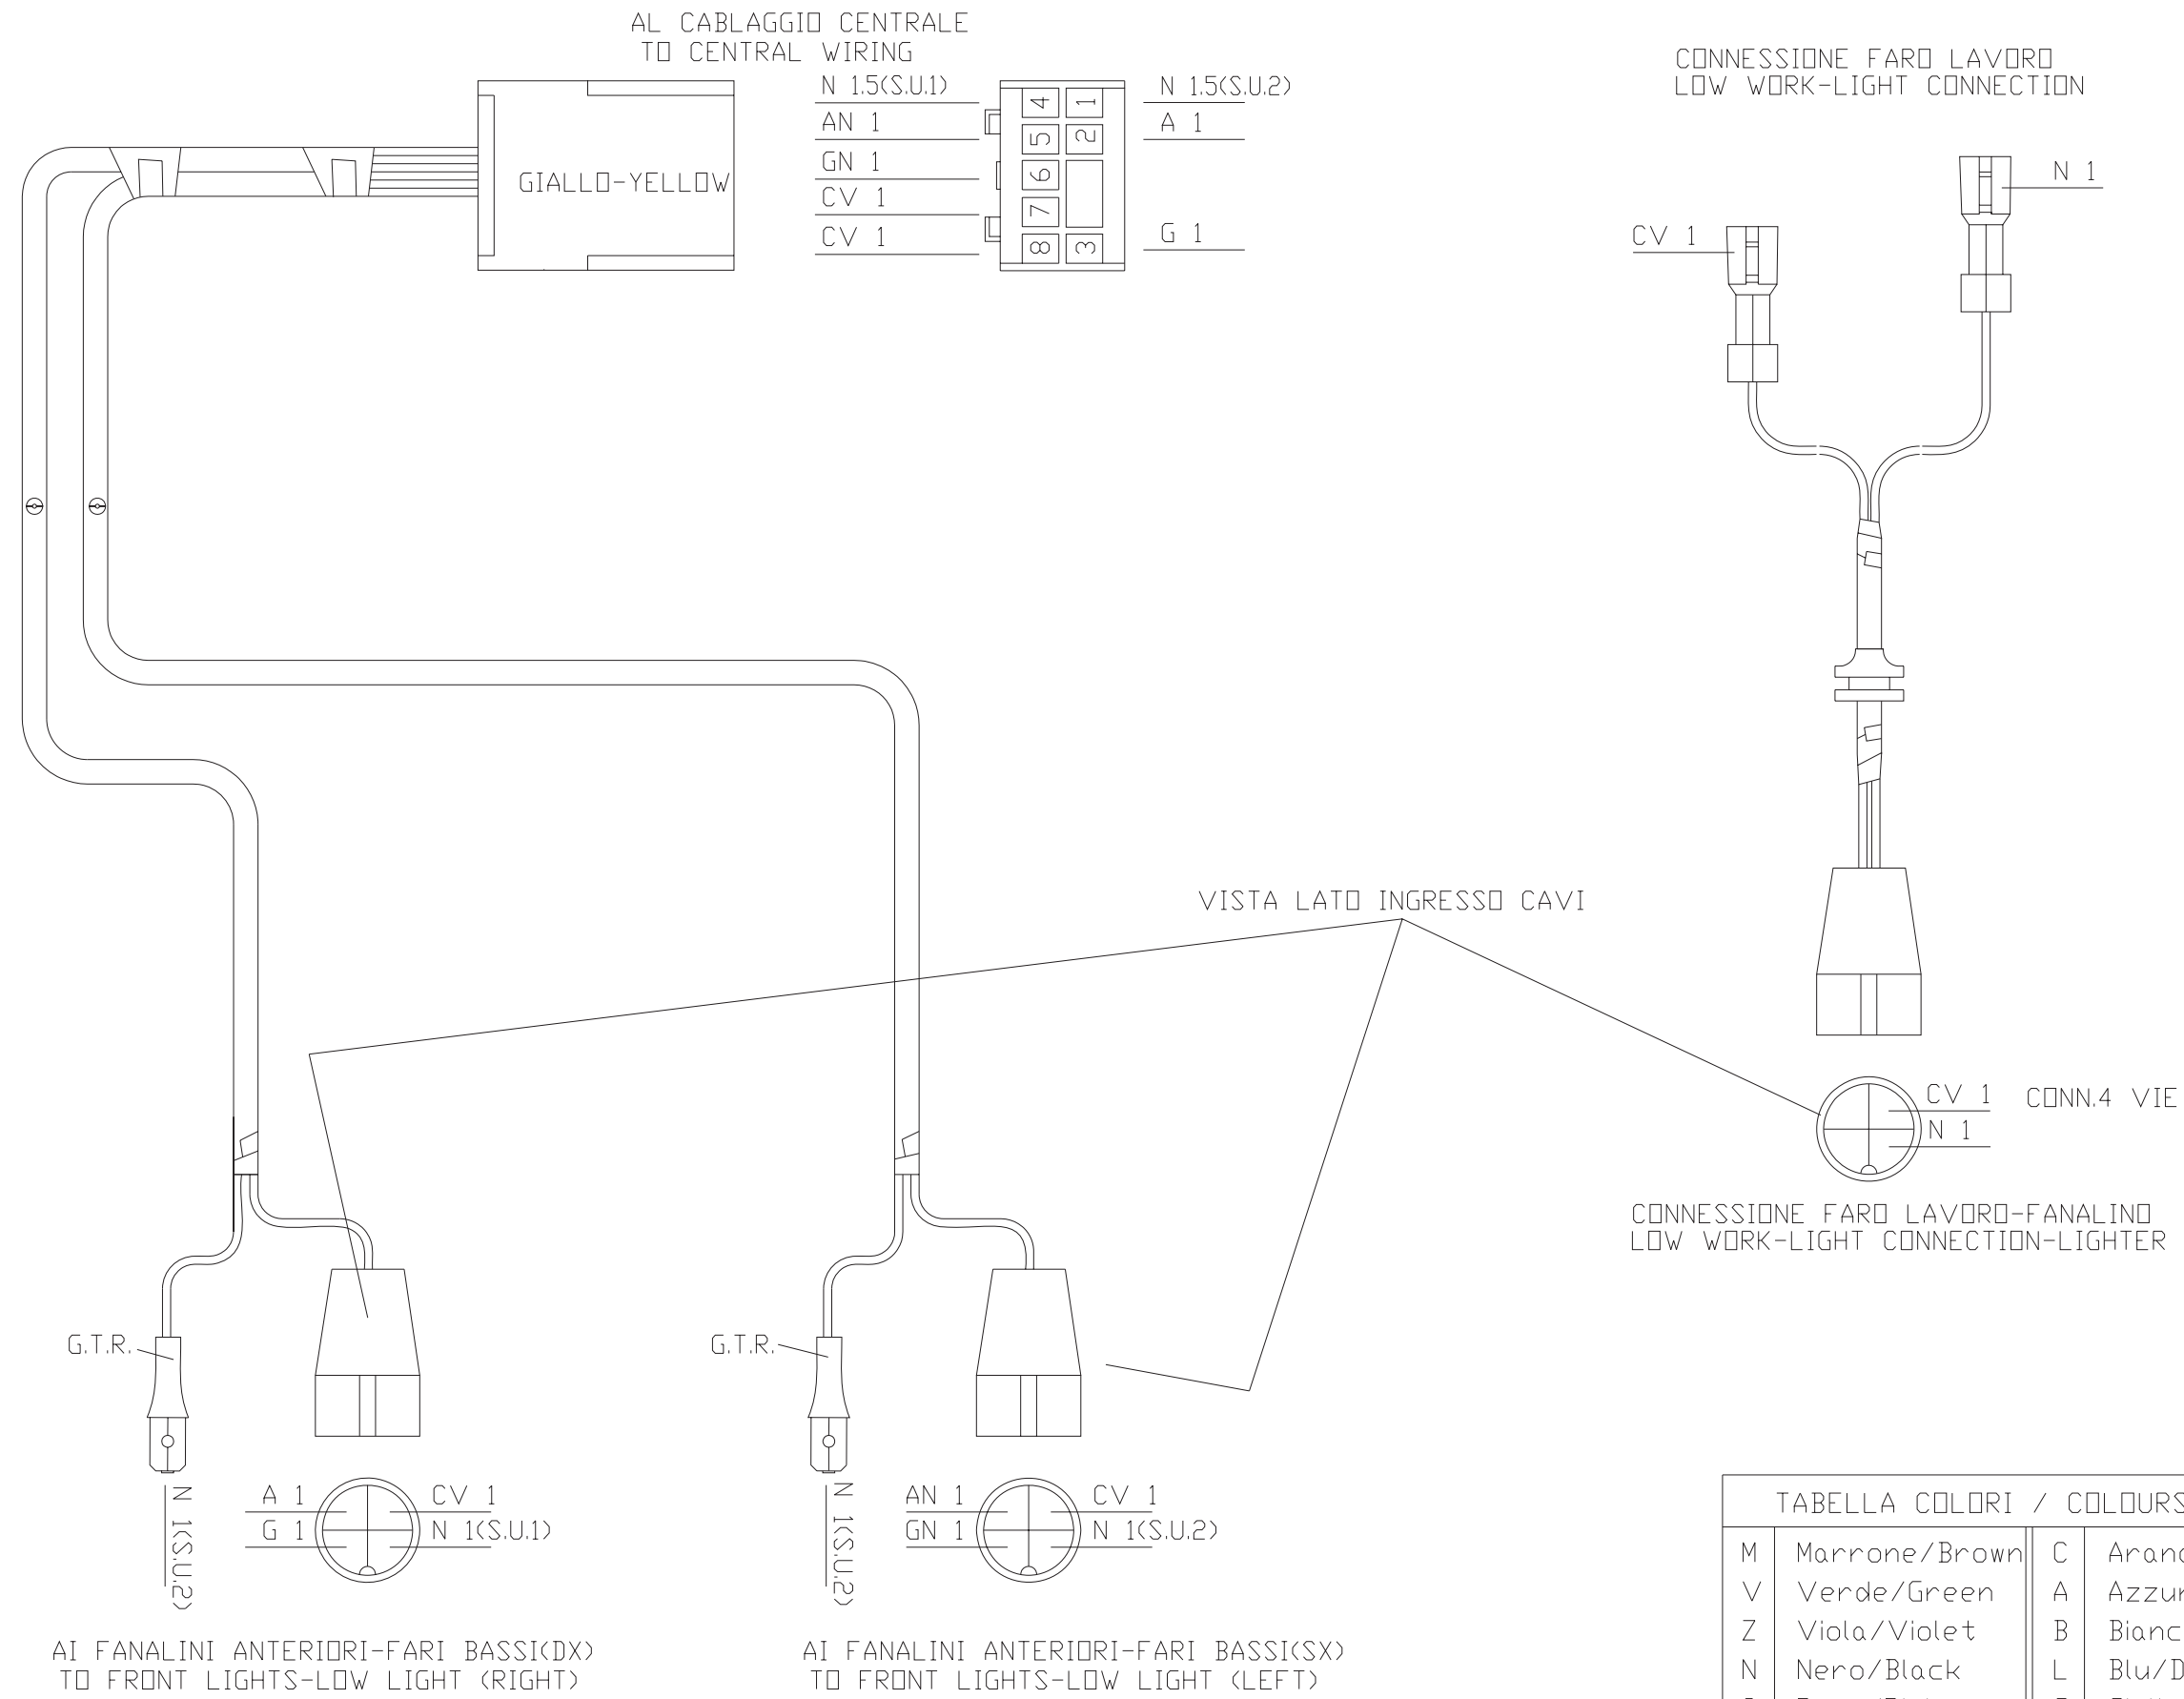 AL CABLAGGIO CENTRALE
TO CENTRAL WIRING
N 1.5(S.U.1)
AN 1
GN 1
CV 1
CV 1
4
5
6
7
8
1
2
3
N 1.5(S.U.2)
A 1
G 1
GIALLO-YELLOW
CONNESSIONE FARO LAVORO
LOW WORK-LIGHT CONNECTION
N 1
CV 1
VISTA LATO INGRESSO CAVI
CV 1
N 1
CONN.4 VIE
CONNESSIONE FARO LAVORO-FANALINO
LOW WORK-LIGHT CONNECTION-LIGHTER
G.T.R.
N 1(S.U.2)
A 1
G 1
CV 1
N 1(S.U.1)
AI FANALINI ANTERIORI-FARI BASSI(DX)
TO FRONT LIGHTS-LOW LIGHT (RIGHT)
G.T.R.
N 1(S.U.2)
AN 1
GN 1
CV 1
N 1(S.U.2)
AI FANALINI ANTERIORI-FARI BASSI(SX)
TO FRONT LIGHTS-LOW LIGHT (LEFT)
TABELLA COLORI / COLOURS
M Marrone/Brown C
V Verde/Green A
Z Viola/Violet B
N Nero/Black L